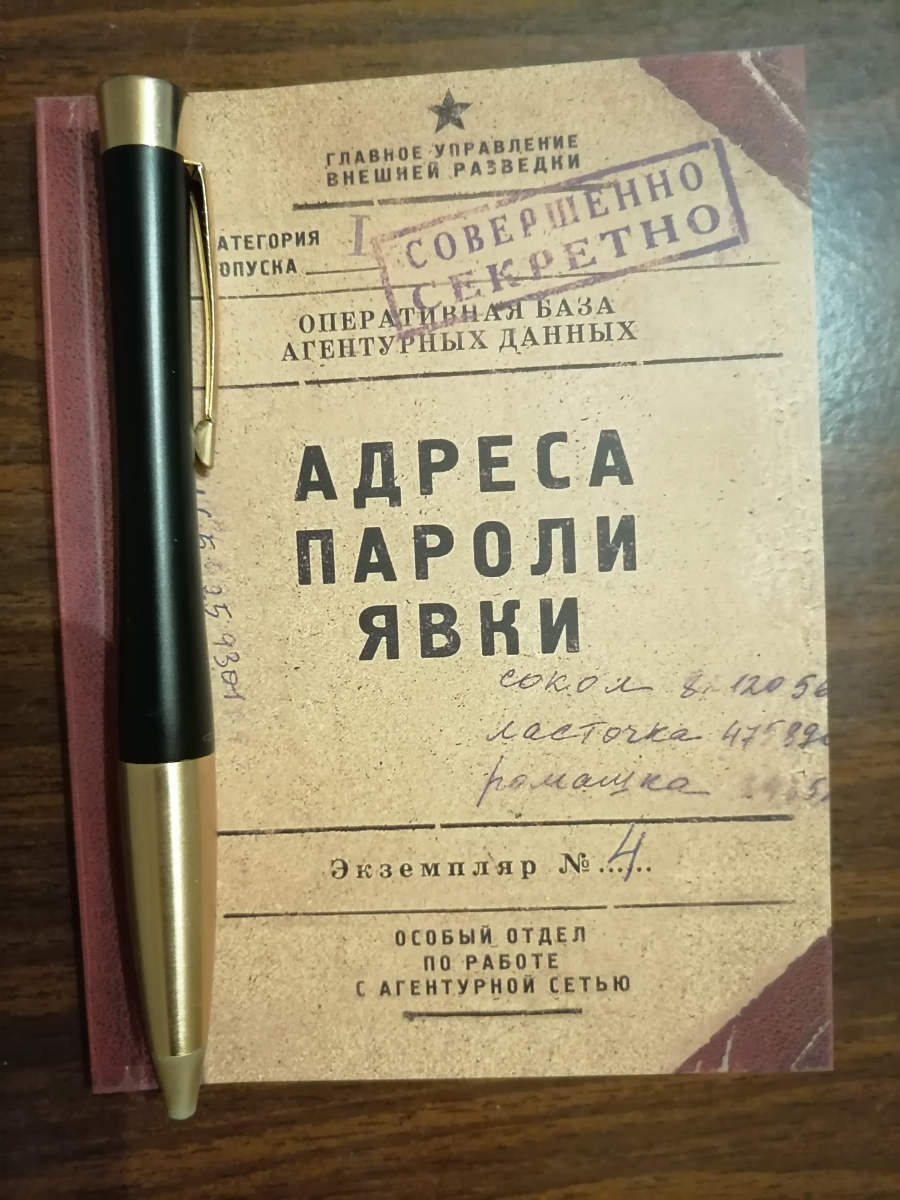 ГЛАВНОЕ УПРАВЛЕНИЕ
ВНЕШНЕЙ РАЗВЕДКИ
СОВЕРШЕННО
СЕКРЕТНО
АТЕГОРИЯ I
ОПУСКА
ОПЕРАТИВНАЯ БАЗА
АГЕНТУРНЫХ ДАННЫХ
АДРЕСА
ПАРОЛИ
ЯВКИ
сокол
ласточка
ромашка
Экземпляр № 4
ОСОБЫЙ ОТДЕЛ
ПО РАБОТЕ
С АГЕНТУРНОЙ СЕТЬЮ